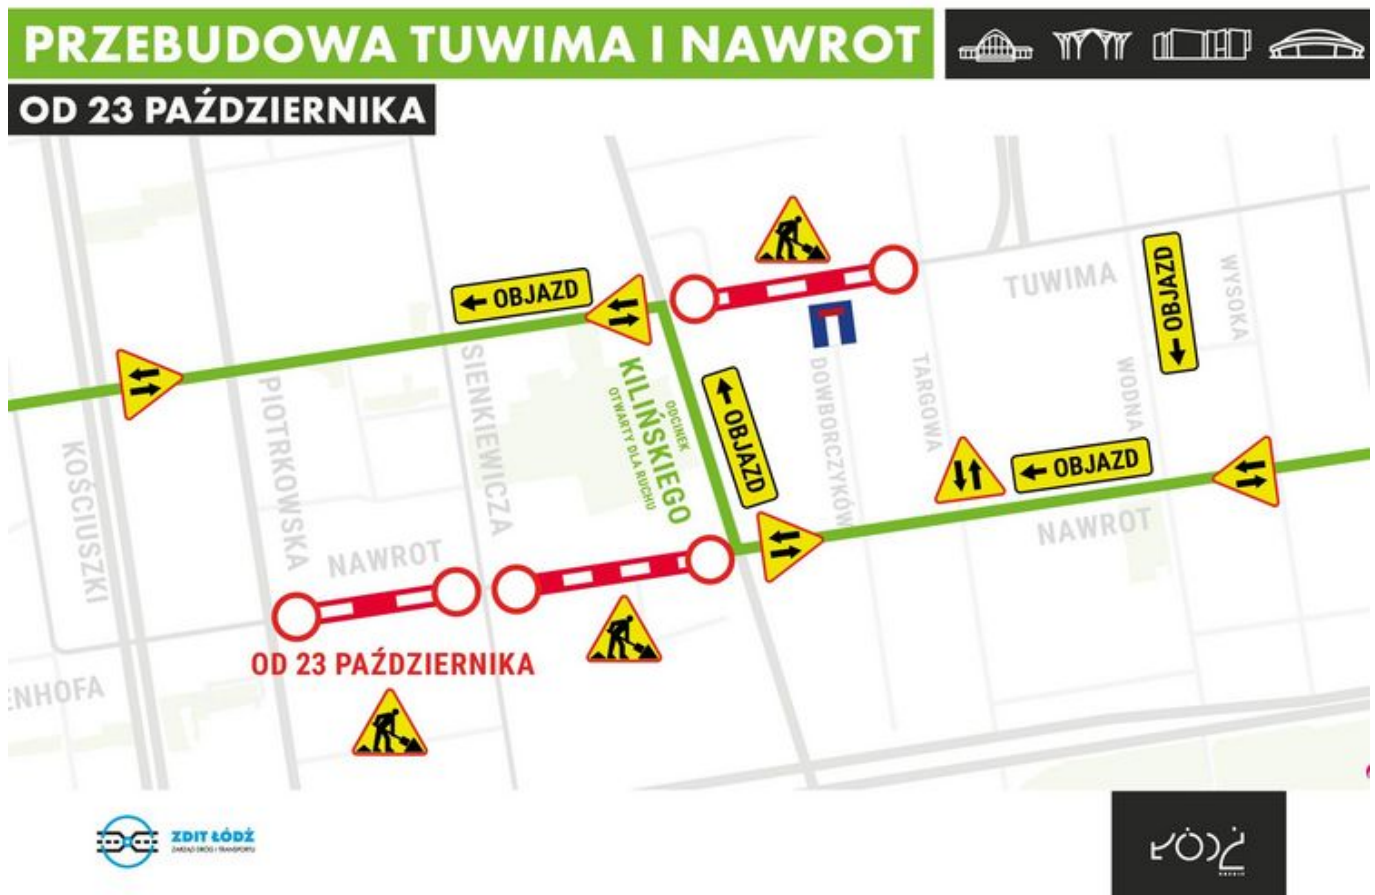 PRZEBUDOWA TUWIMA I NAWROT
OD 23 PAŹDZIERNIKA
← OBJAZD
TUWIMA
OBJAZD →
WYSOKA
KOŚCIUSZKI
PIOTRKOWSKA
SIENKIEWICZA
KILIŃSKIEGO
ODCINEK
OTWARTY DLA RUCHU
← OBJAZD
DOWBORCZYKÓW
TARGOWA
WODNA
← OBJAZD
NAWROT
NAWROT
OD 23 PAŹDZIERNIKA
ENHOFA
ZDIT ŁÓDŹ
ZARZĄD DRÓG I TRANSPORTU
ŁÓDŹ